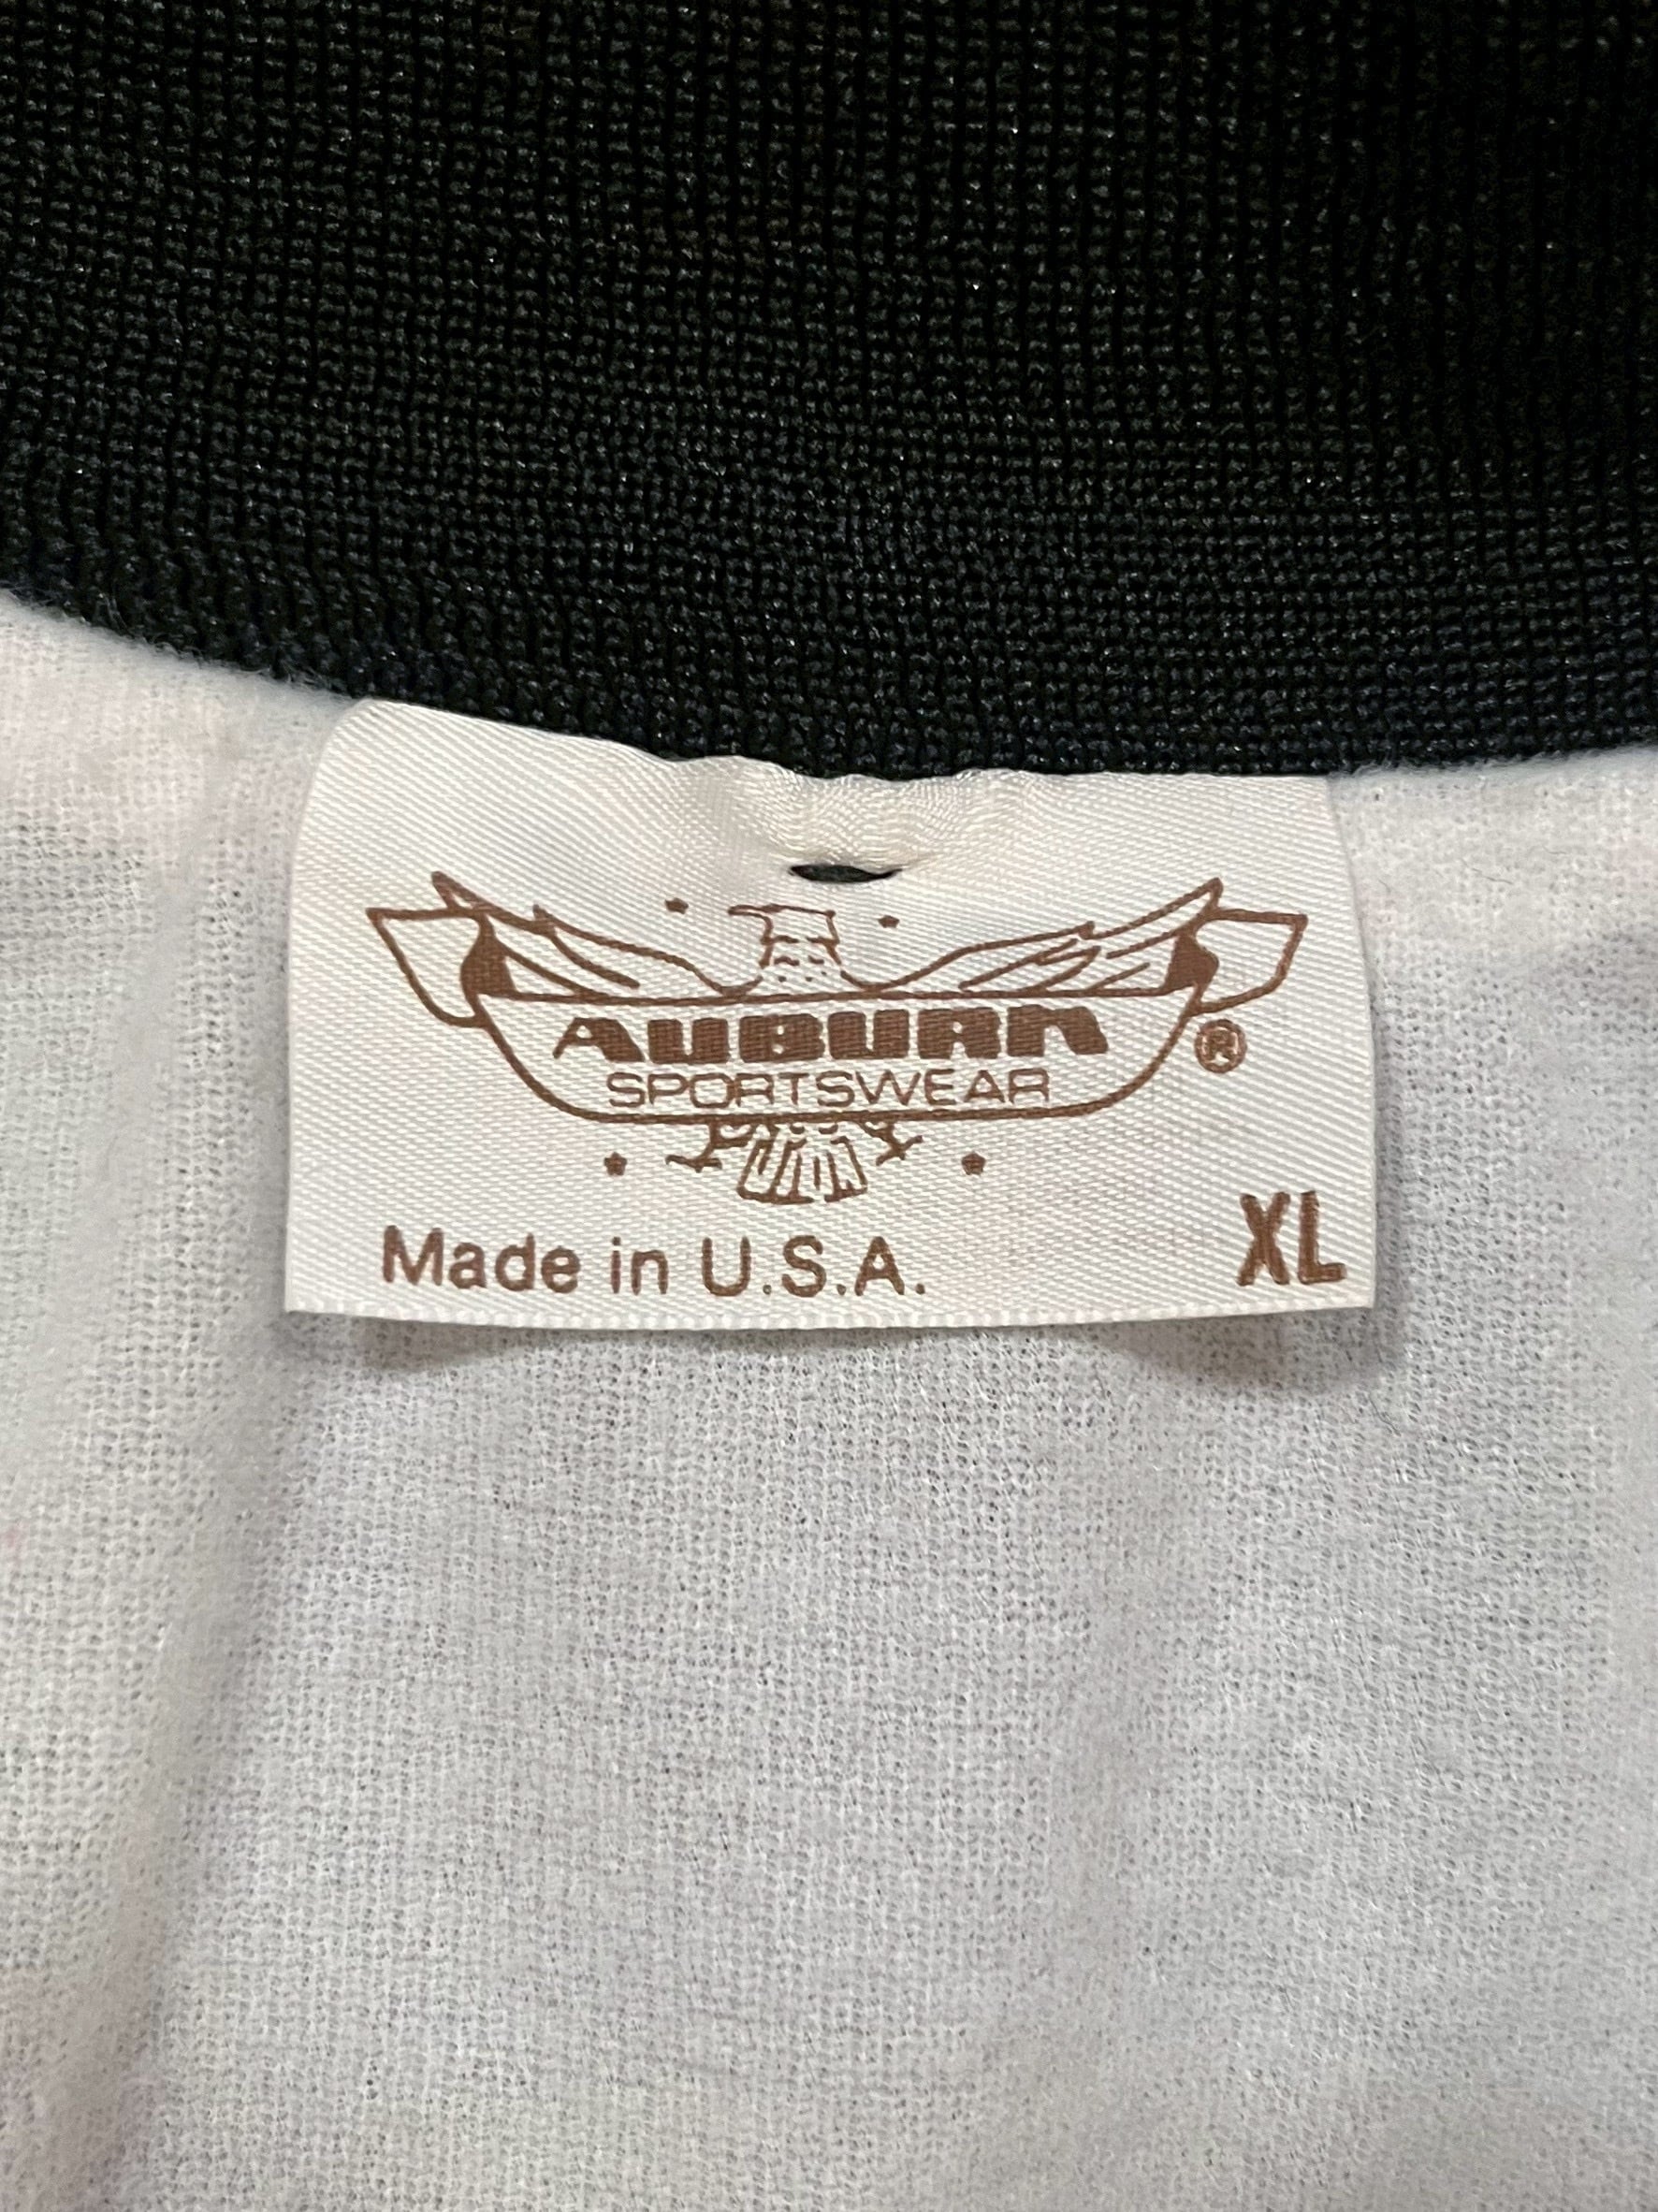 AUBURN
SPORTSWEAR
®
Made in U.S.A.
XL